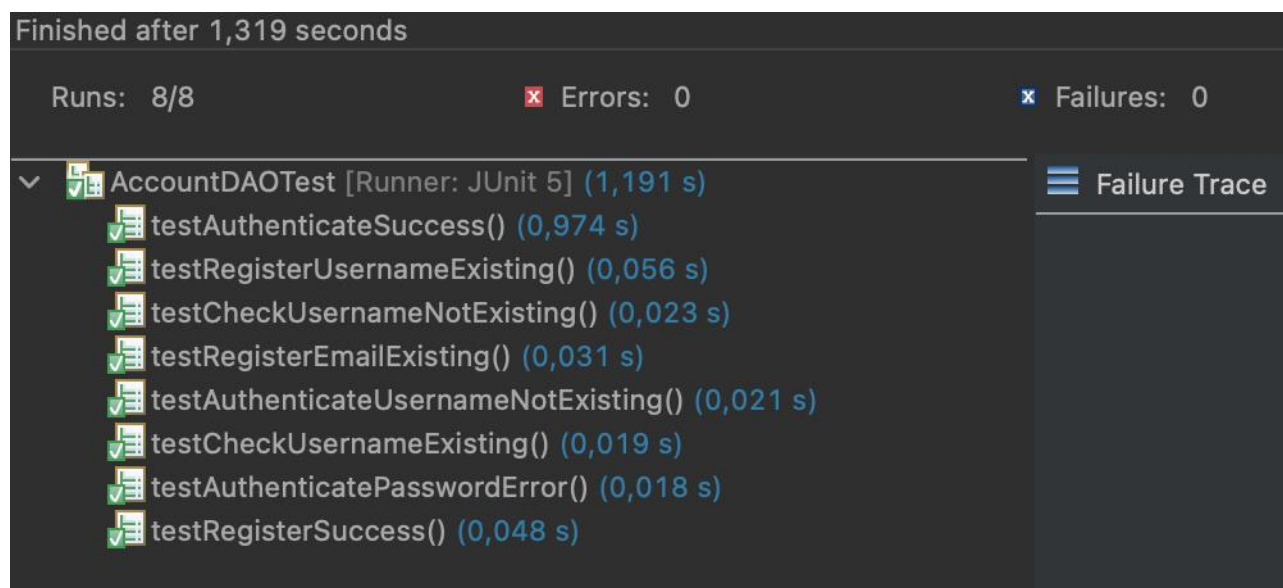 Finished after 1,319 seconds
Runs: 8/8 Errors: 0 Failures: 0
AccountDAOTest [Runner: JUnit 5] (1,191 s)
Failure Trace
testAuthenticateSuccess() (0,974 s)
testRegisterUsernameExisting() (0,056 s)
testCheckUsernameNotExisting() (0,023 s)
testRegisterEmailExisting() (0,031 s)
testAuthenticateUsernameNotExisting() (0,021 s)
testCheckUsernameExisting() (0,019 s)
testAuthenticatePasswordError() (0,018 s)
testRegisterSuccess() (0,048 s)